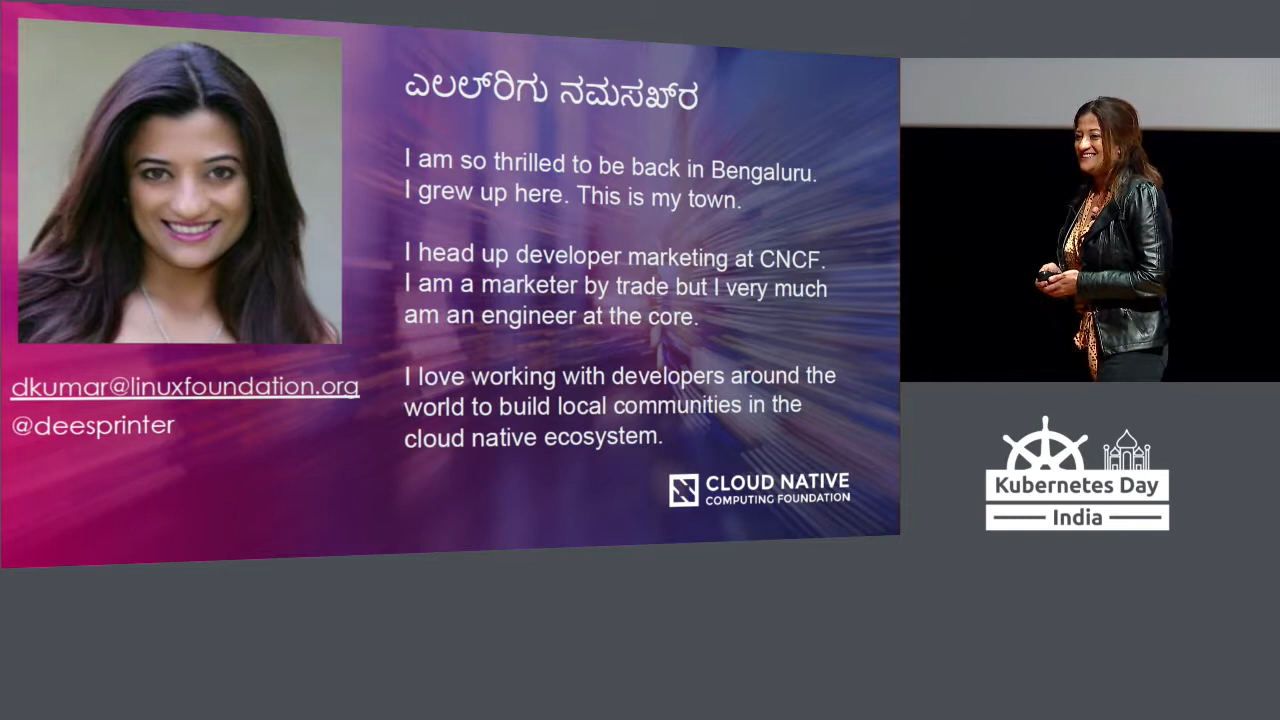 ಎಲಲ್‌ರಿಗು ನಮಸಖ್‌ರ
I am so thrilled to be back in Bengaluru.
I grew up here. This is my town.
I head up developer marketing at CNCF.
I am a marketer by trade but I very much
am an engineer at the core.
I love working with developers around the
world to build local communities in the
cloud native ecosystem.
dkumar@linuxfoundation.org
@deesprinter
CLOUD NATIVE
COMPUTING FOUNDATION
Kubernetes Day
India